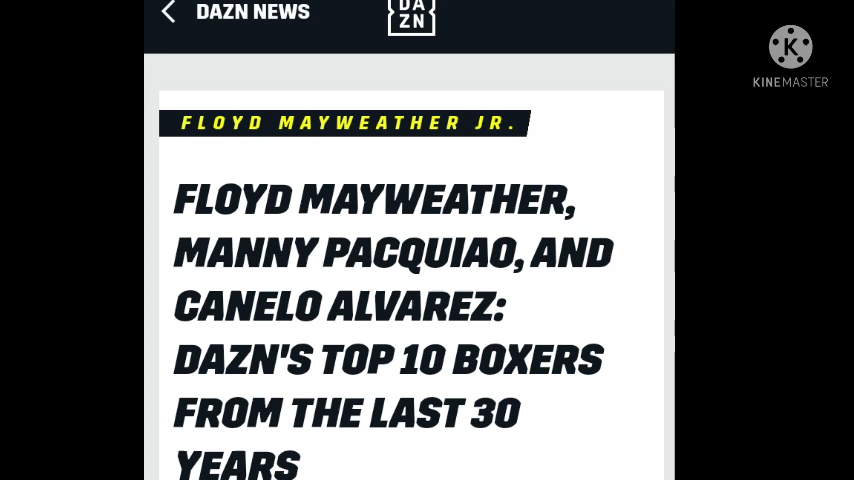 DAZN NEWS
DA
ZN
K
KINEMASTER
FLOYD MAYWEATHER JR.
FLOYD MAYWEATHER,
MANNY PACQUIAO, AND
CANELO ALVAREZ:
DAZN'S TOP 10 BOXERS
FROM THE LAST 30
YEARS